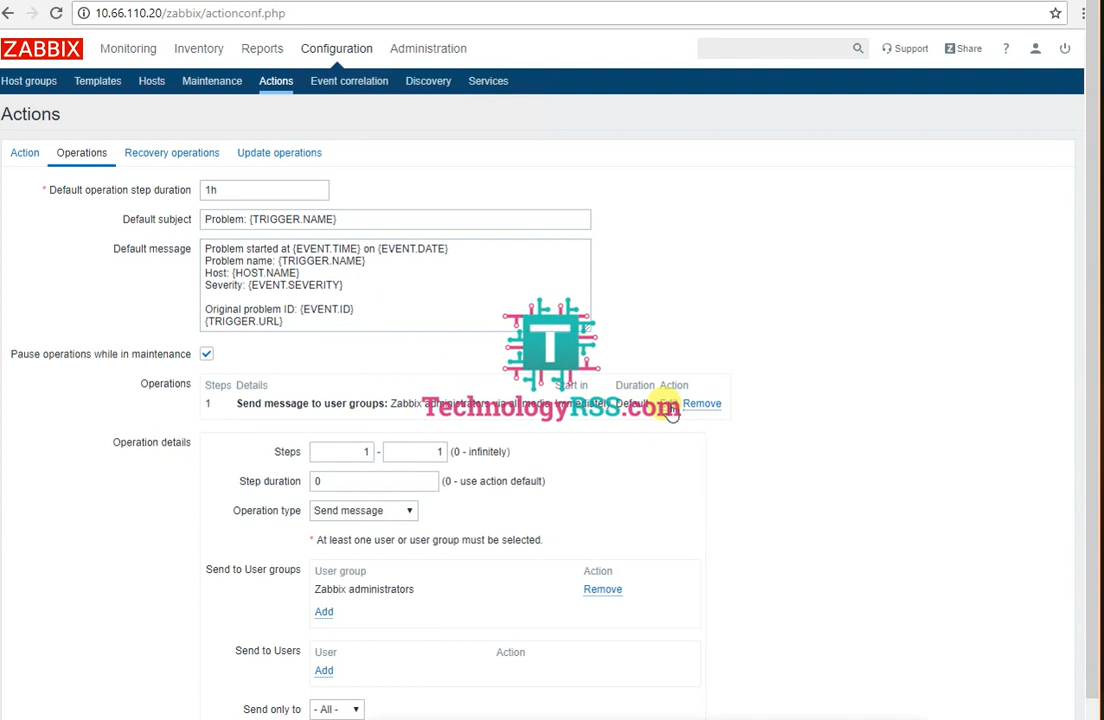 10.66.110.20/zabbix/actionconf.php
ZABBIX Monitoring Inventory Reports Configuration Administration Support Z Share ?
Host groups Templates Hosts Maintenance Actions Event correlation Discovery Services
Actions
Action Operations Recovery operations Update operations
* Default operation step duration 1h
Default subject Problem: {TRIGGER.NAME}
Default message Problem started at {EVENT.TIME} on {EVENT.DATE}
Problem name: {TRIGGER.NAME}
Host: {HOST.NAME}
Severity: {EVENT.SEVERITY}
Original problem ID: {EVENT.ID}
{TRIGGER.URL}
T
Pause operations while in maintenance
Operations Steps Details Start in Duration Action
1 Send message to user groups: Zabbix administrators via all media Immediately Default Remove
TechnologyRSS.com
Operation details
Steps 1 - 1 (0 - infinitely)
Step duration 0 (0 - use action default)
Operation type Send message
* At least one user or user group must be selected.
Send to User groups User group Action
Zabbix administrators Remove
Add
Send to Users User Action
Add
Send only to - All -